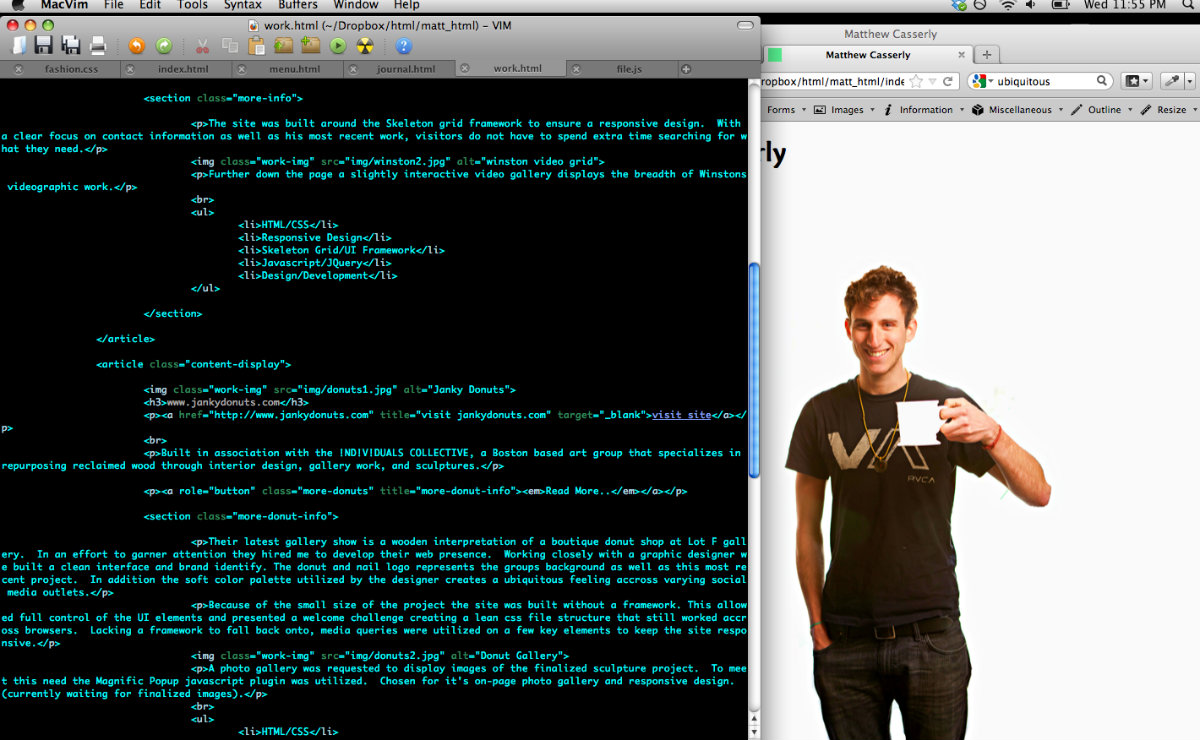 MacVim File Edit Tools Syntax Buffers Window Help Wed 11:55 PM
work.html (~/Dropbox/html/matt_html) – VIM
fashion.css index.html menu.html journal.html work.html file.js
<section class="more-info">
<p>The site was built around the Skeleton grid framework to ensure a responsive design.  With
a clear focus on contact information as well as his most recent work, visitors do not have to spend extra time searching for w
hat they need.</p>
<img class="work-img" src="img/winston2.jpg" alt="winston video grid">
<p>Further down the page a slightly interactive video gallery displays the breadth of Winstons
videographic work.</p>
<br>
<ul>
<li>HTML/CSS</li>
<li>Responsive Design</li>
<li>Skeleton Grid/UI Framework</li>
<li>Javascript/JQuery</li>
<li>Design/Development</li>
</ul>
</section>
</article>
<article class="content-display">
<img class="work-img" src="img/donuts1.jpg" alt="Janky Donuts">
<h3>www.jankydonuts.com</h3>
<p><a href="http://www.jankydonuts.com" title="visit jankydonuts.com" target="_blank">visit site</a></
p>
<br>
<p>Built in association with the !NDIV!DUALS COLLECTIVE, a Boston based art group that specializes in
repurposing reclaimed wood through interior design, gallery work, and sculptures.</p>
<p><a role="button" class="more-donuts" title="more-donut-info"><em>Read More..</em></a></p>
<section class="more-donut-info">
<p>Their latest gallery show is a wooden interpretation of a boutique donut shop at Lot F gall
ery.  In an effort to garner attention they hired me to develop their web presence.  Working closely with a graphic designer w
e built a clean interface and brand identify. The donut and nail logo represents the groups background as well as this most re
cent project.  In addition the soft color palette utilized by the designer creates a ubiquitous feeling accross varying social
media outlets.</p>
<p>Because of the small size of the project the site was built without a framework. This allow
ed full control of the UI elements and presented a welcome challenge creating a lean css file structure that still worked accr
oss browsers.  Lacking a framework to fall back onto, media queries were utilized on a few key elements to keep the site respo
nsive.</p>
<img class="work-img" src="img/donuts2.jpg" alt="Donut Gallery">
<p>A photo gallery was requested to display images of the finalized sculpture project.  To mee
t this need the Magnific Popup javascript plugin was utilized.  Chosen for it's on-page photo gallery and responsive design.
(currently waiting for finalized images).</p>
<br>
<ul>
<li>HTML/CSS</li>
Matthew Casserly
Matthew Casserly
ropbox/html/matt_html/inde ubiquitous
Forms Images Information Miscellaneous Outline Resize
rly
VA
RVCA